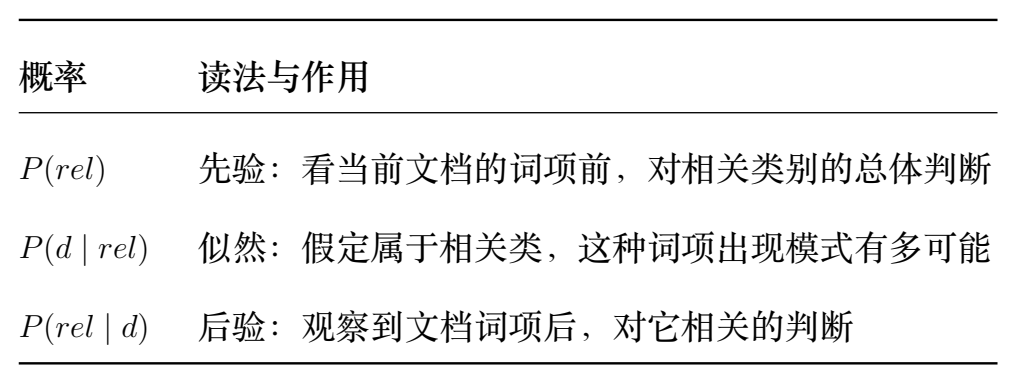 概率 读法与作用
P(rel) 先验：看当前文档的词项前，对相关类别的总体判断
P(d | rel) 似然：假定属于相关类，这种词项出现模式有多可能
P(rel | d) 后验：观察到文档词项后，对它相关的判断